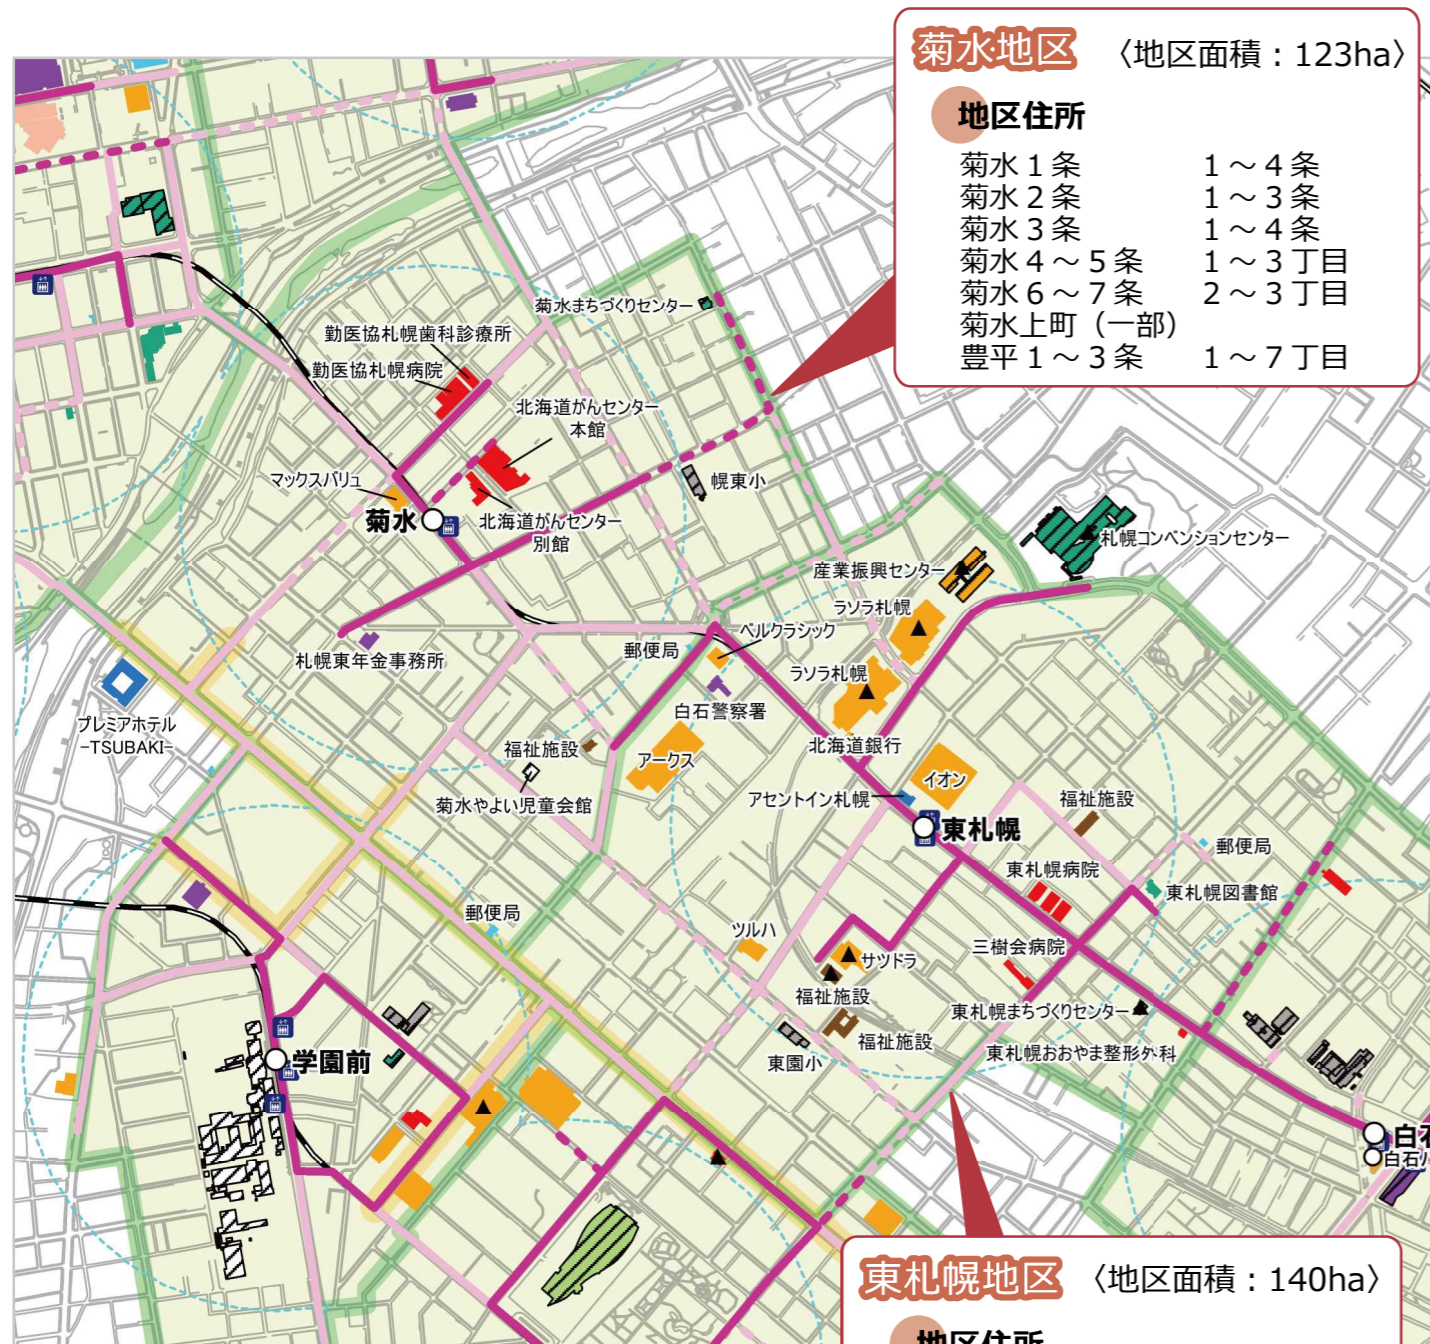 菊水地区 〈地区面積：123ha〉
地区住所
菊水１条 １～４条
菊水２条 １～３条
菊水３条 １～４条
菊水４～５条 １～３丁目
菊水６～７条 ２～３丁目
菊水上町（一部）
豊平１～３条 １～７丁目
菊水まちづくりセンター
勤医協札幌歯科診療所
勤医協札幌病院
北海道がんセンター
本館
マックスバリュ
幌東小
菊水
北海道がんセンター
別館
札幌コンベンションセンター
産業振興センター
ラソラ札幌
ベルクラシック
郵便局
札幌東年金事務所
ラソラ札幌
白石警察署
プレミアホテル
-TSUBAKI-
福祉施設
アークス
北海道銀行
イオン
菊水やよい児童会館
アセントイン札幌
福祉施設
東札幌
郵便局
東札幌病院
東札幌図書館
郵便局
ツルハ
三樹会病院
サツドラ
福祉施設
東札幌まちづくりセンター
福祉施設
東園小
東札幌おおやま整形外科
学園前
白石
白石バ
東札幌地区 〈地区面積：140ha〉
地区住所